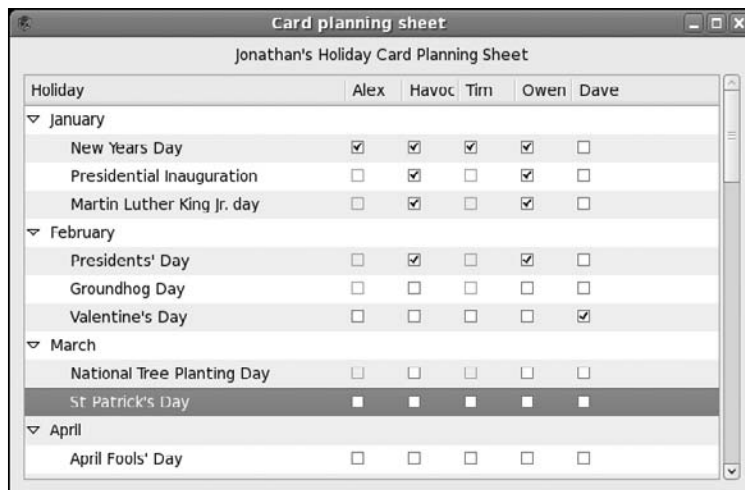 Card planning sheet
Jonathan's Holiday Card Planning Sheet
Holiday Alex Havoc Tim Owen Dave
January
New Years Day
Presidential Inauguration
Martin Luther King Jr. day
February
Presidents' Day
Groundhog Day
Valentine's Day
March
National Tree Planting Day
St Patrick's Day
April
April Fools' Day